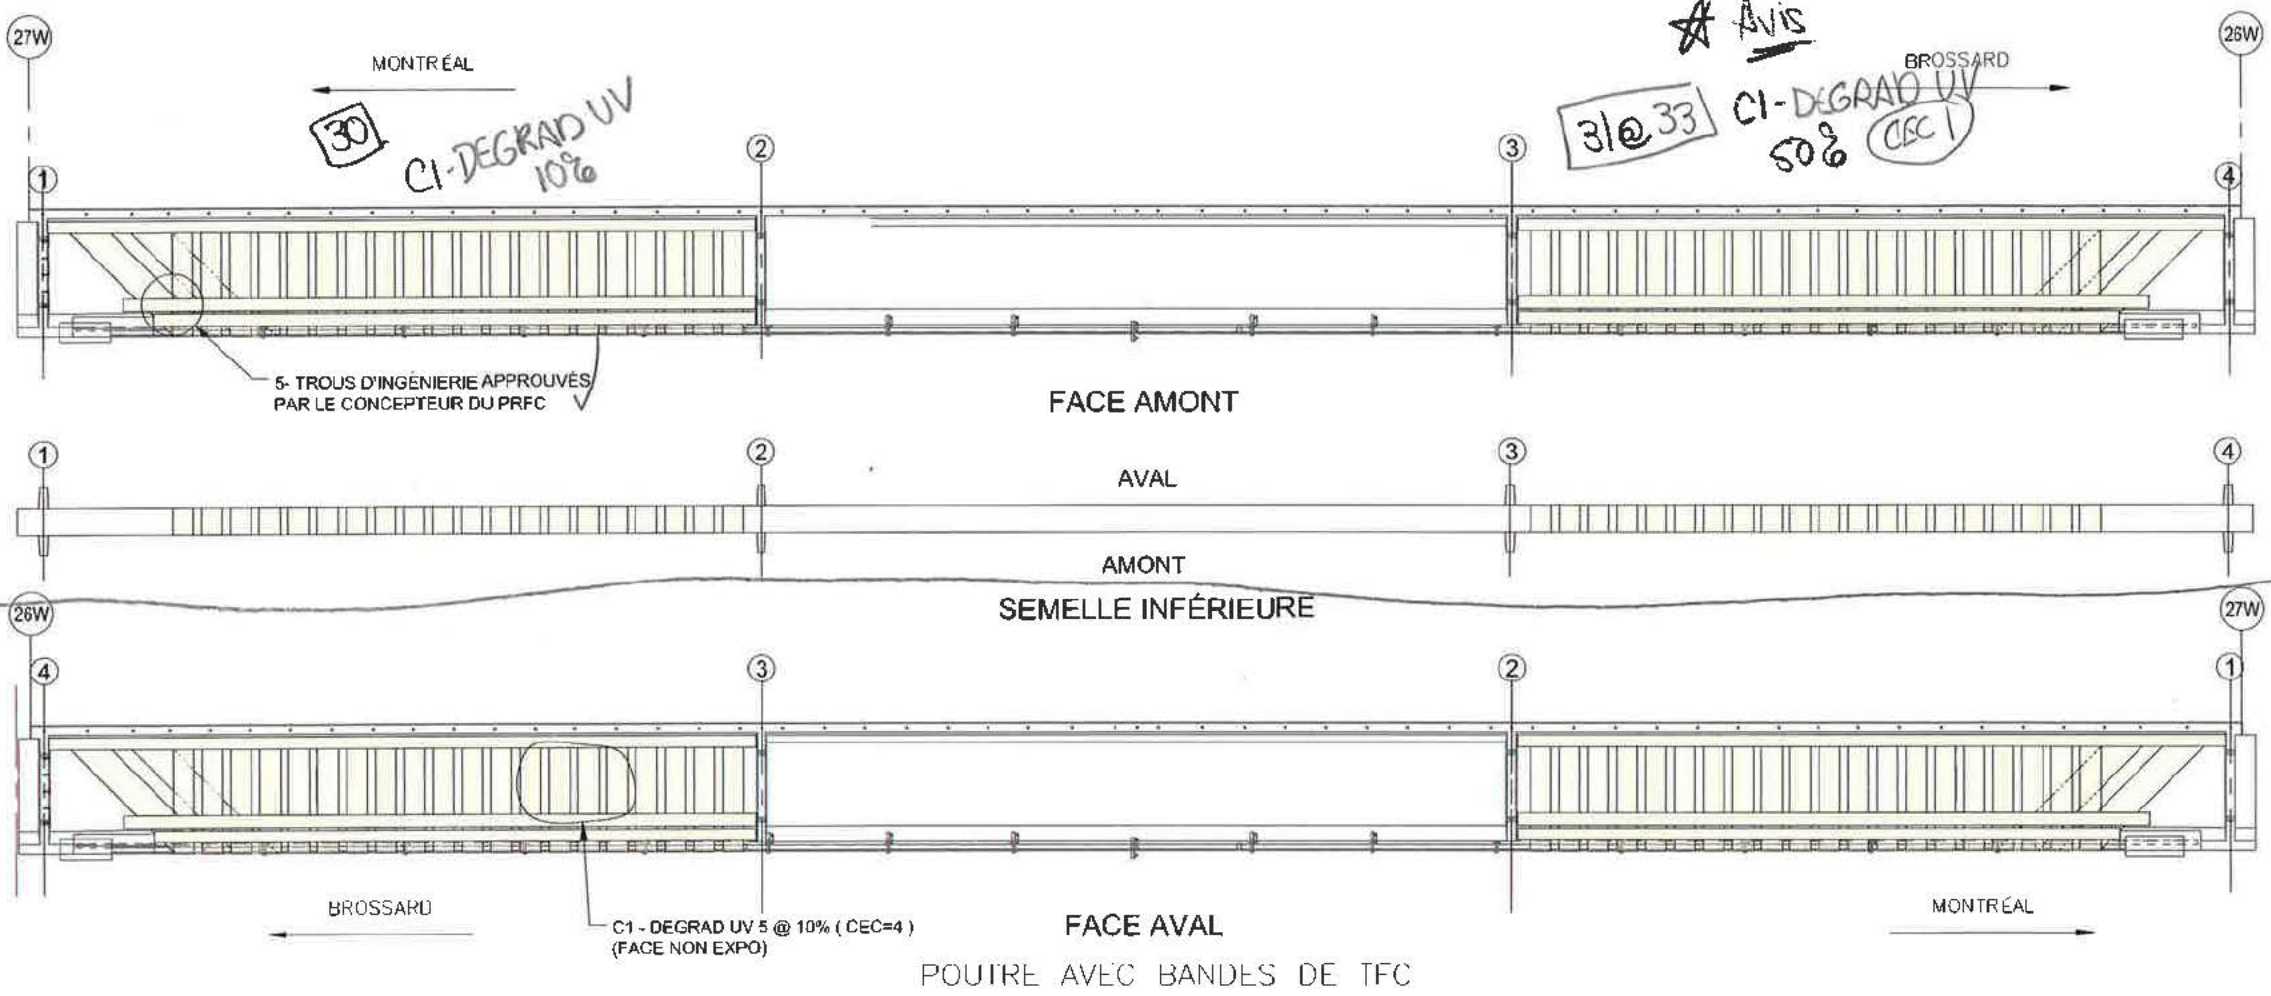 27W
MONTRÉAL
☆ Avis
BROSSARD
26W
30
C1-DEGRAD UV
10%
31@33
C1-DEGRAD UV
50%
CEC 1
1
2
3
4
5- TROUS D'INGÉNIERIE APPROUVÉS
PAR LE CONCEPTEUR DU PRFC
FACE AMONT
1
2
AVAL
3
4
AMONT
SEMELLE INFÉRIEURE
26W
27W
4
3
2
1
BROSSARD
C1 - DEGRAD UV 5 @ 10% ( CEC=4 )
(FACE NON EXPO)
FACE AVAL
MONTRÉAL
POUTRE AVEC BANDES DE TFC